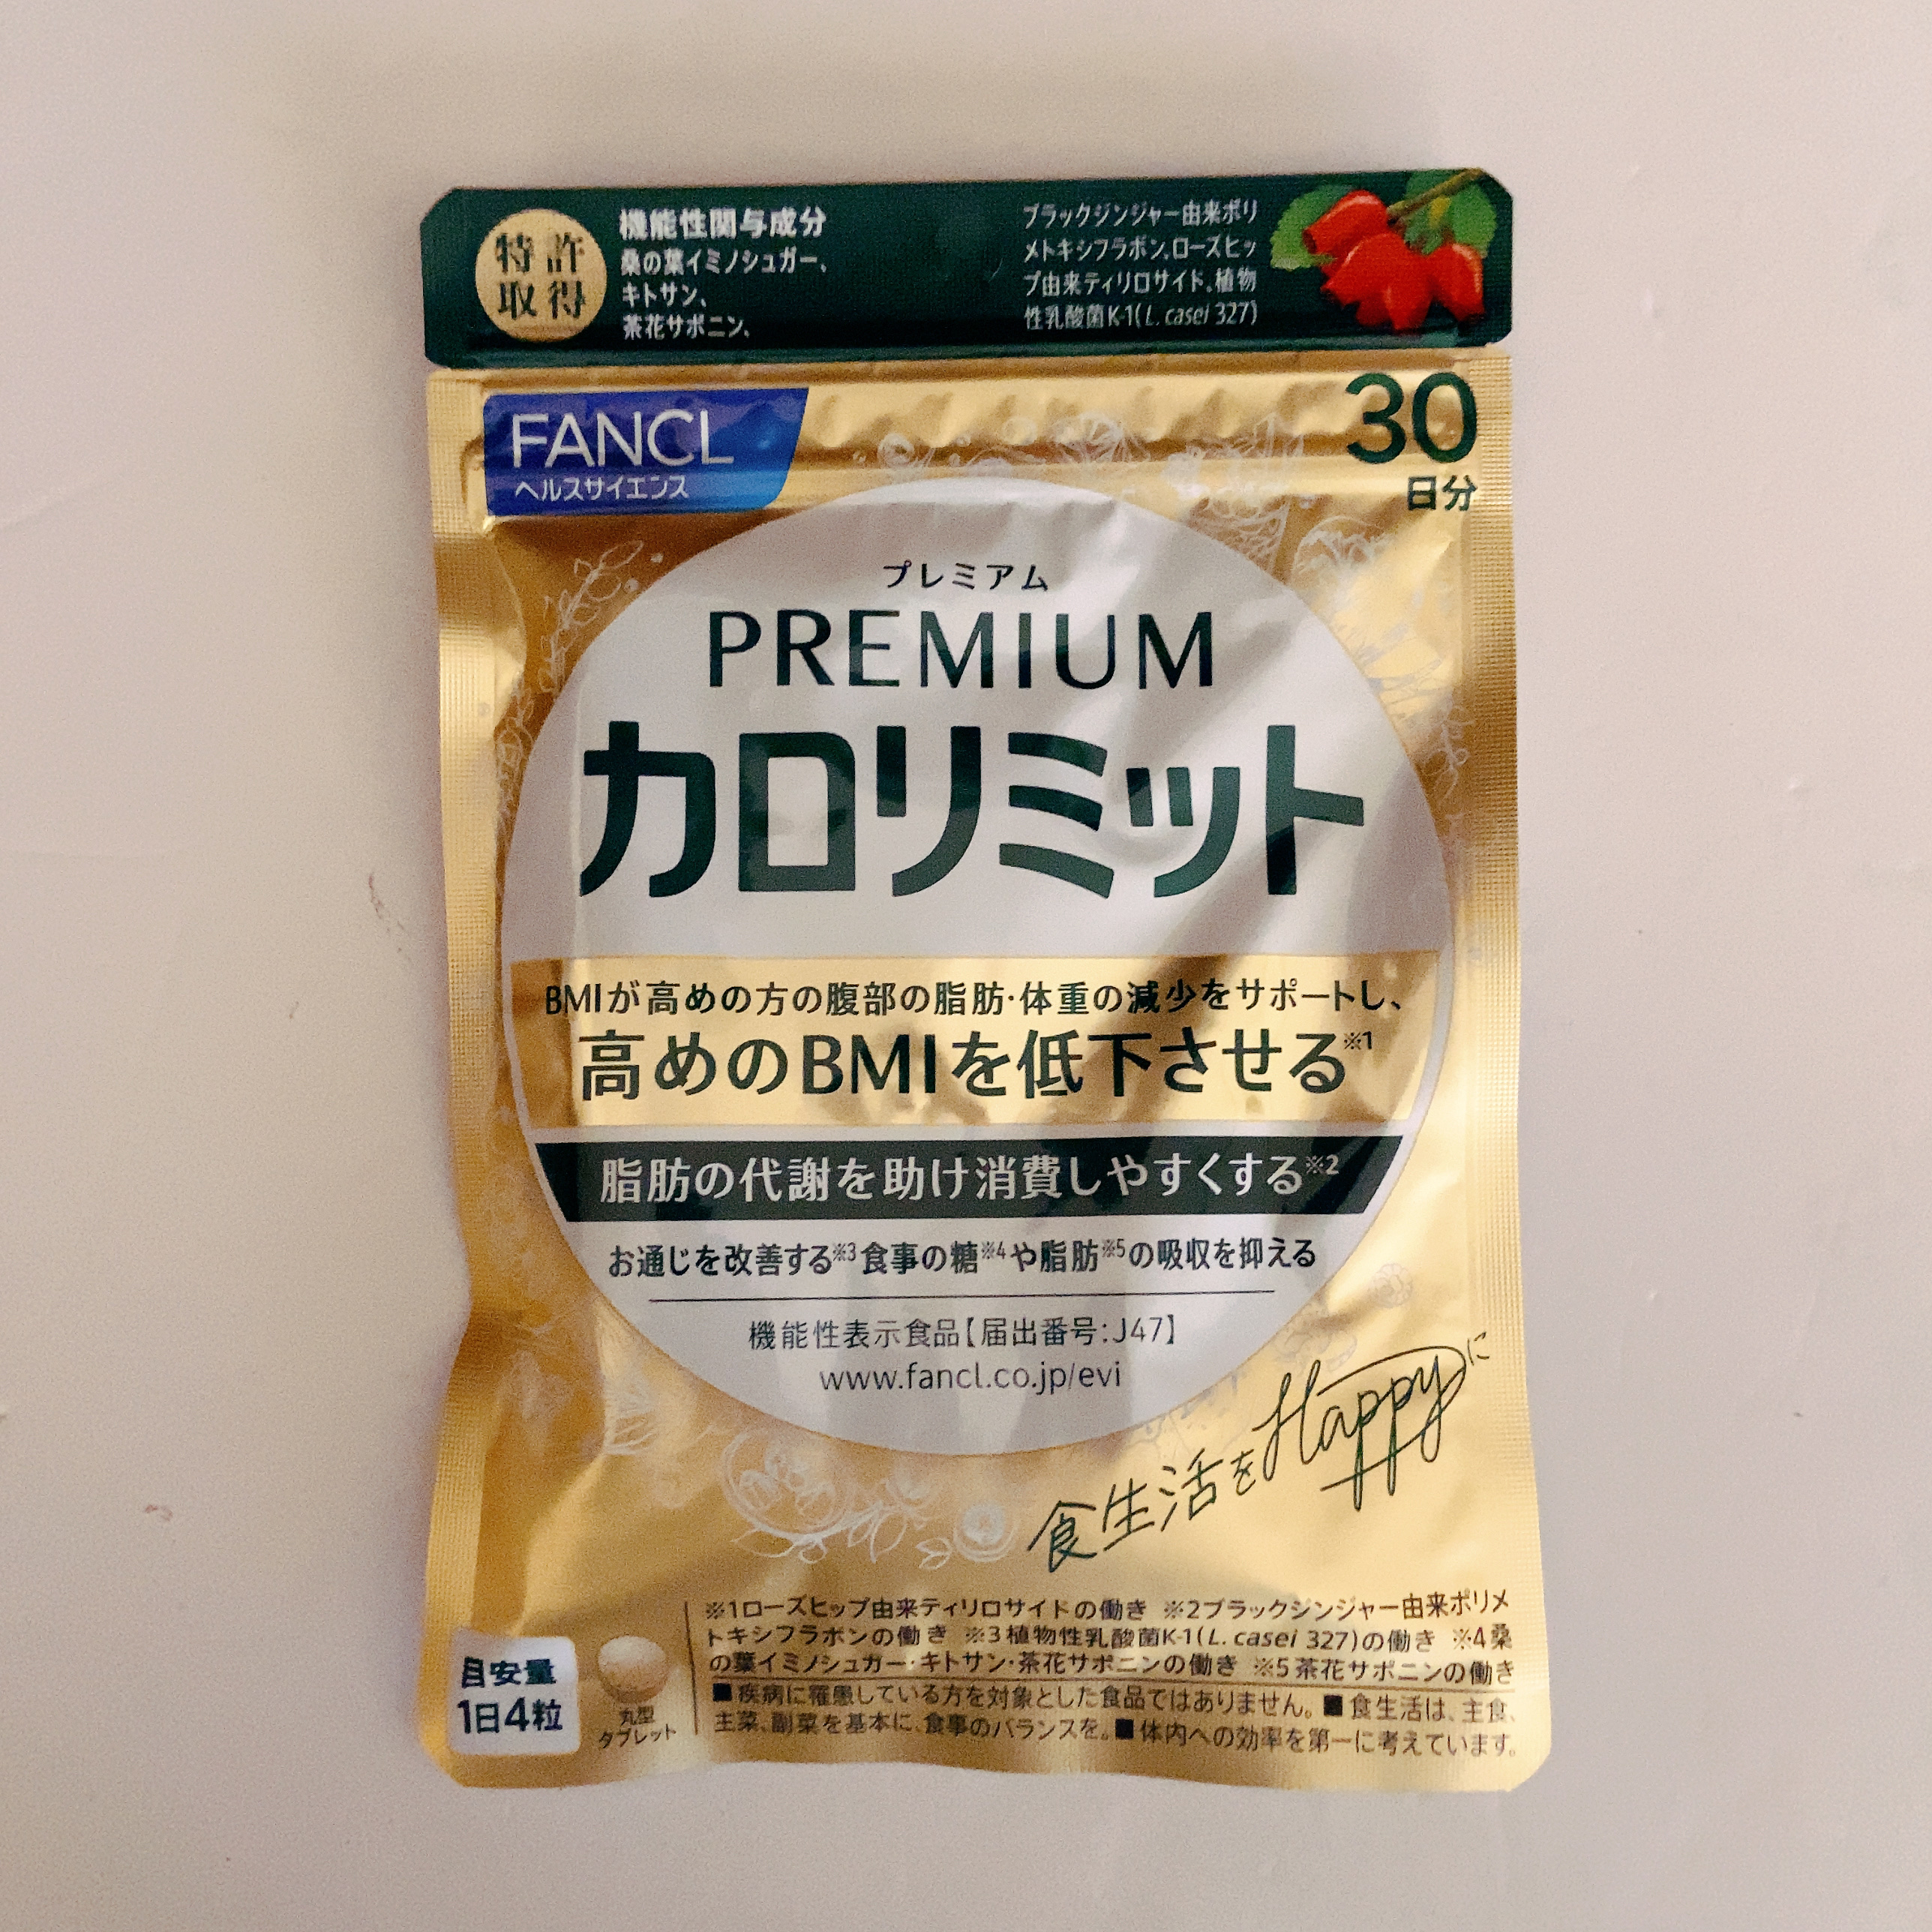 特許
取得
機能性関与成分
桑の葉イミノシュガー、
キトサン、
茶花サポニン、
ブラックジンジャー由来ポリ
メトキシフラボン、ローズヒッ
プ由来ティリロサイド、植物
性乳酸菌K-1(L. casei 327)
FANCL
ヘルスサイエンス
30
日分
プレミアム
PREMIUM
カロリミット
BMIが高めの方の腹部の脂肪·体重の減少をサポートし、
高めのBMIを低下させる※1
脂肪の代謝を助け消費しやすくする※2
お通じを改善する※3食事の糖※4や脂肪※5の吸収を抑える
機能性表示食品【届出番号:J47】
www.fancl.co.jp/evi
食生活をHappyに
目安量
1日4粒
丸型
タブレット
※1ローズヒップ由来ティリロサイドの働き ※2ブラックジンジャー由来ポリメ
トキシフラボンの働き ※3植物性乳酸菌K-1(L. casei 327)の働き ※4桑
の葉イミノシュガー·キトサン·茶花サポニンの働き ※5茶花サポニンの働き
■疾病に罹患している方を対象とした食品ではありません。■食生活は、主食、
主菜、副菜を基本に、食事のバランスを。■体内への効率を第一に考えています。